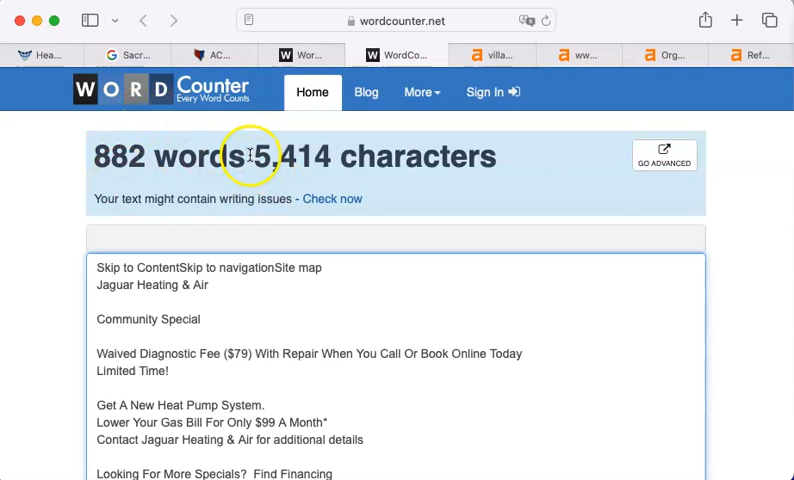 wordcounter.net
Hea...
Sacr...
AC...
Wor...
WordCo...
villa...
ww...
Org...
Ref...
WORD Counter
Every Word Counts
Home
Blog
More
Sign In
882 words 5,414 characters
GO ADVANCED
Your text might contain writing issues - Check now
Skip to ContentSkip to navigationSite map
Jaguar Heating & Air
Community Special
Waived Diagnostic Fee ($79) With Repair When You Call Or Book Online Today
Limited Time!
Get A New Heat Pump System.
Lower Your Gas Bill For Only $99 A Month*
Contact Jaguar Heating & Air for additional details
Looking For More Specials?  Find Financing